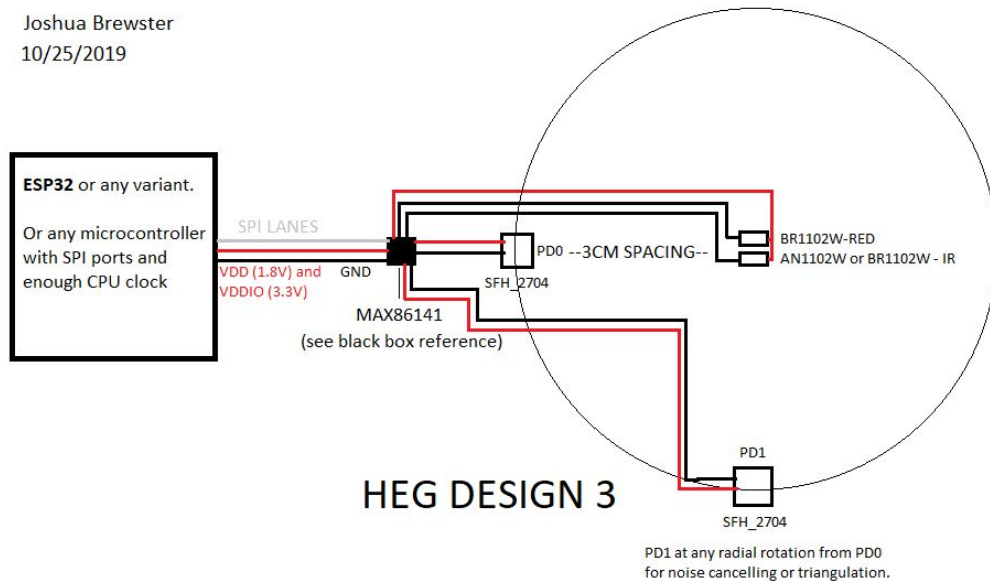 Joshua Brewster
10/25/2019
ESP32 or any variant.
Or any microcontroller
with SPI ports and
enough CPU clock
SPI LANES
VDD (1.8V) and
VDDIO (3.3V)
GND
MAX86141
(see black box reference)
PD0 --3CM SPACING--
SFH_2704
BR1102W-RED
AN1102W or BR1102W - IR
PD1
SFH_2704
HEG DESIGN 3
PD1 at any radial rotation from PD0
for noise cancelling or triangulation.